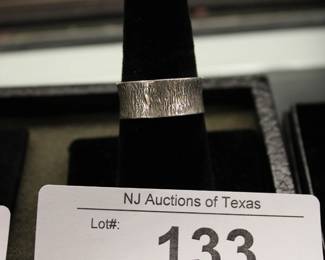 NJ Auctions of Texas
Lot#:
133